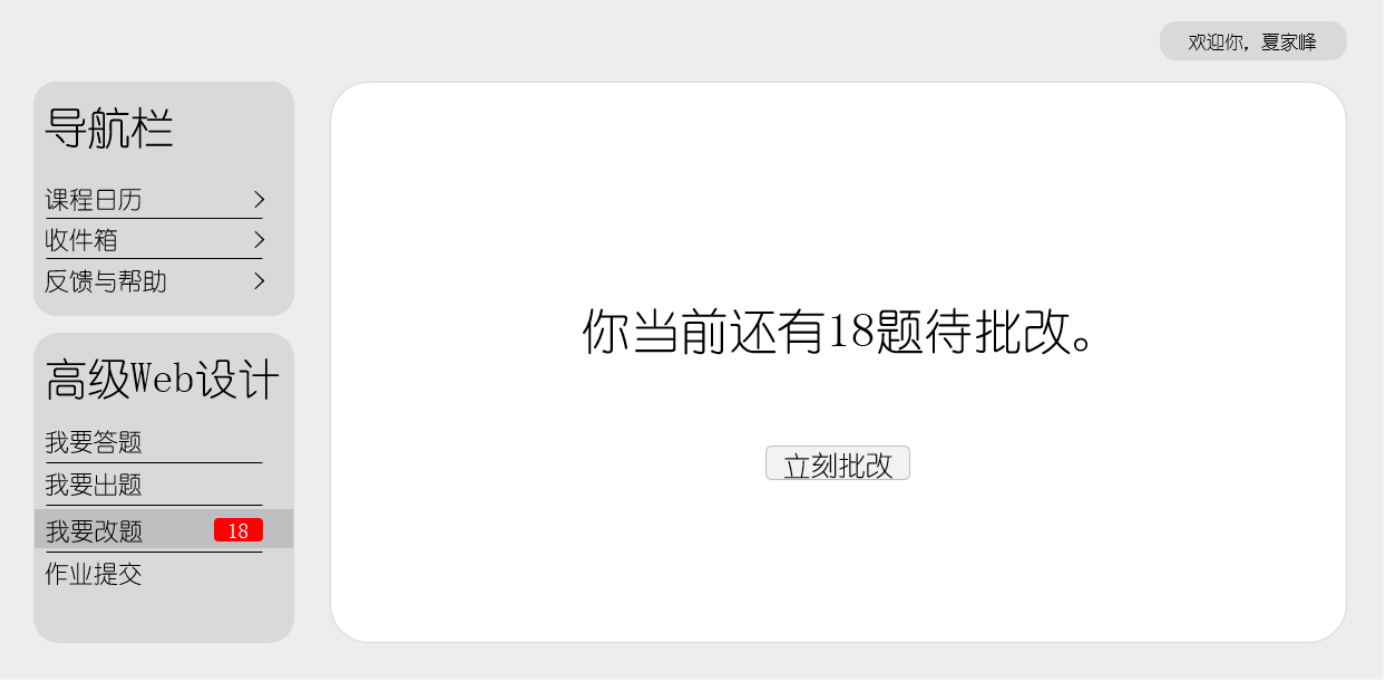 欢迎你，夏家峰
导航栏
课程日历
收件箱
反馈与帮助
高级Web设计
我要答题
我要出题
我要改题 18
作业提交
你当前还有18题待批改。
立刻批改